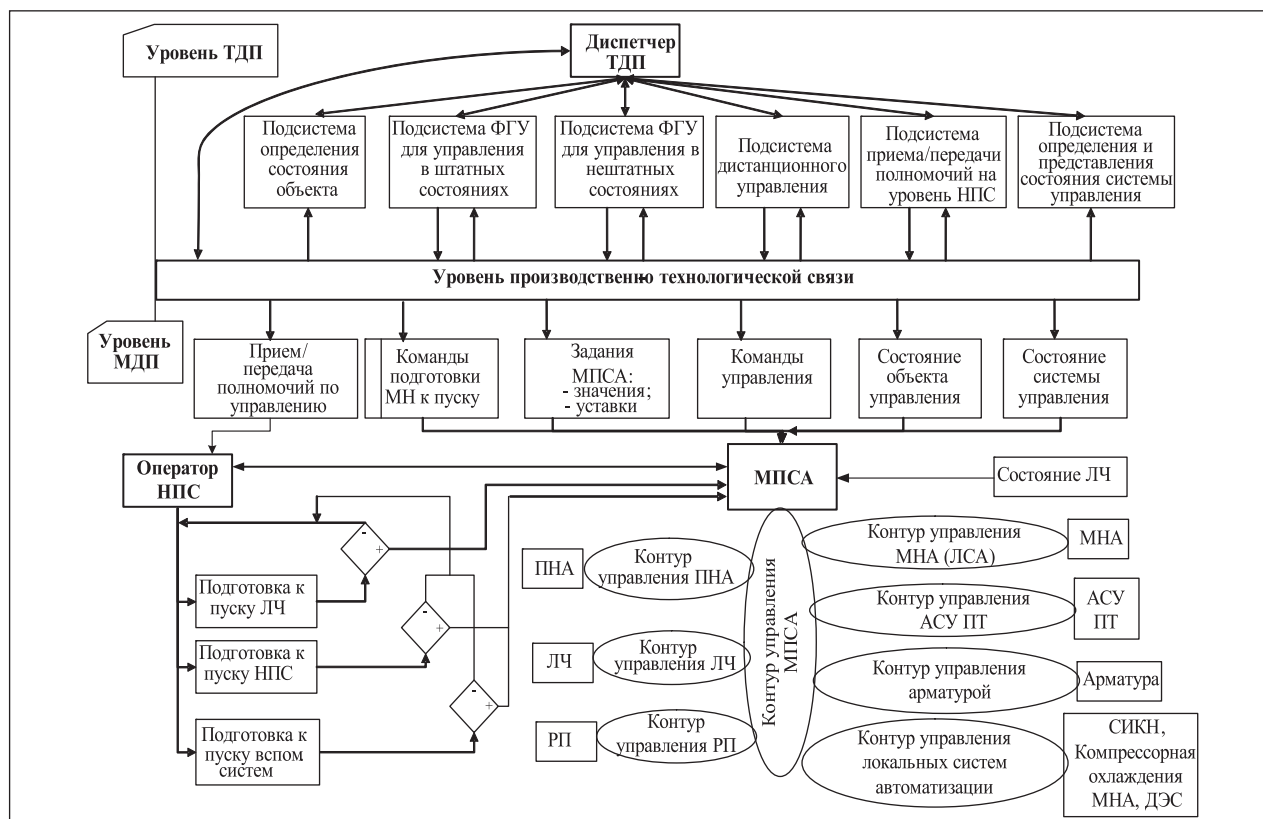 Уровень ТДП
Диспетчер
ТДП
Подсистема
определения
состояния
объекта
Подсистема ФГУ
для управления
в штатных
состояниях
Подсистема ФГУ
для управления в
нештатных
состояниях
Подсистема
дистанционного
управления
Подсистема
приема/передачи
полномочий на
уровень НПС
Подсистема
определения и
представления
состояния системы
управления
Уровень производственно технологической связи
Уровень
МДП
Прием/
передача
полномочий по
управлению
Команды
подготовки
МН к пуску
Задания
МПСА:
- значения;
- уставки
Команды
управления
Состояние
объекта
управления
Состояние
системы
управления
Оператор
НПС
МПСА
Состояние ЛЧ
-
+
Подготовка к
пуску ЛЧ
-
+
Подготовка к
пуску НПС
-
+
Подготовка к
пуску вспом
систем
ПНА
Контур
управления ПНА
ЛЧ
Контур
управления ЛЧ
РП
Контур
управления РП
Контур управления
МПСА
Контур управления
МНА (ЛСА)
МНА
Контур управления
АСУ ПТ
АСУ
ПТ
Контур управления
арматурой
Арматура
Контур управления
локальных систем
автоматизации
СИКН,
Компрессорная
охлаждения
МНА, ДЭС